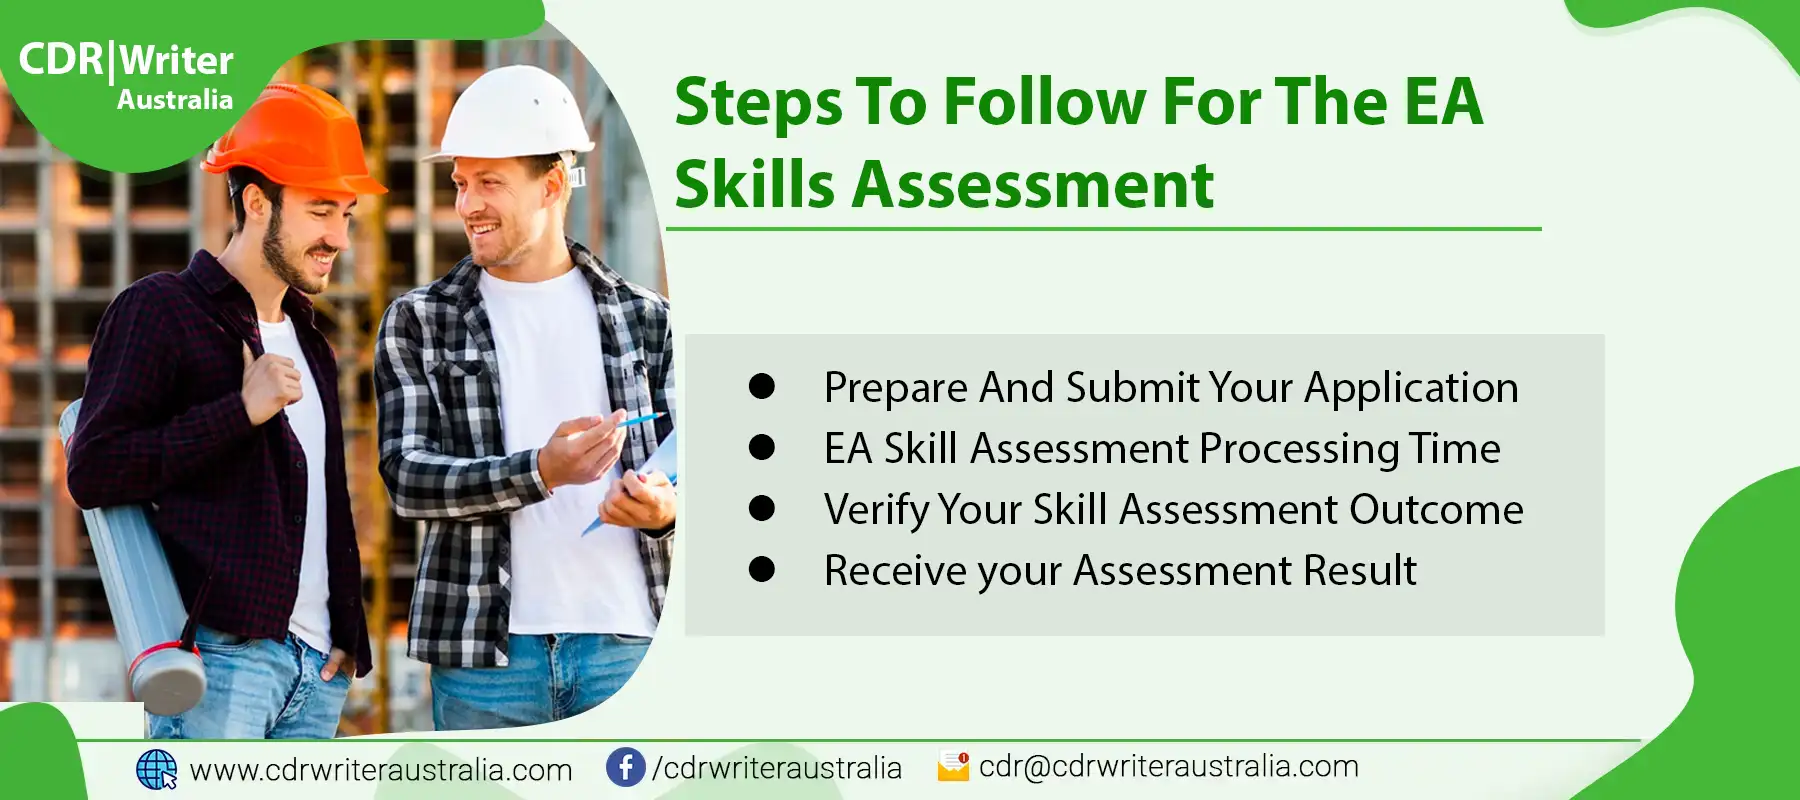 CDR|Writer
Australia
Steps To Follow For The EA
Skills Assessment
● Prepare And Submit Your Application
● EA Skill Assessment Processing Time
● Verify Your Skill Assessment Outcome
● Receive your Assessment Result
www.cdrwriteraustralia.com
/cdrwriteraustralia
cdr@cdrwriteraustralia.com